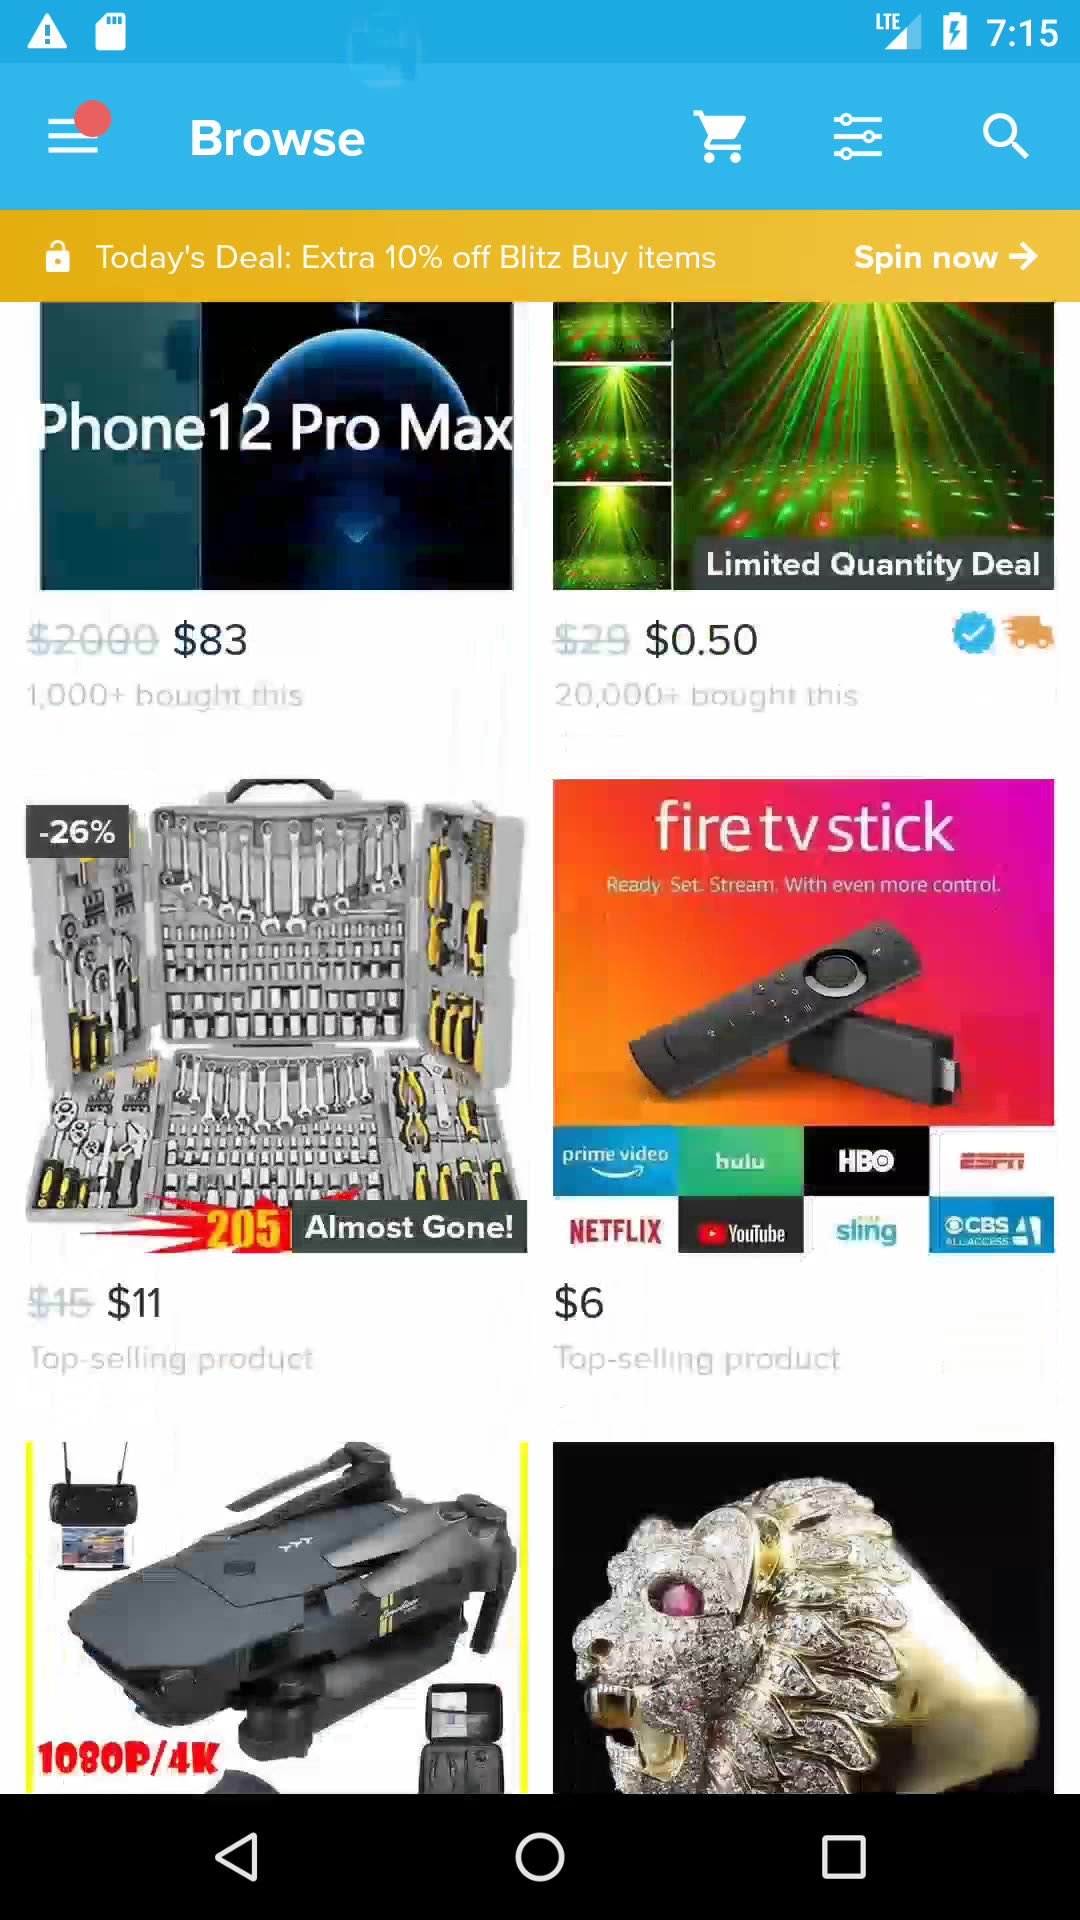 LTE 7:15
Browse
Today's Deal: Extra 10% off Blitz Buy items Spin now →
Phone12 Pro Max
Limited Quantity Deal
$2000 $83
$29 $0.50
1,000+ bought this
20,000+ bought this
-26%
205
Almost Gone!
fire tv stick
Ready. Set. Stream. With even more control.
prime video hulu HBO ESPN
NETFLIX YouTube sling CBS
ALL ACCESS
$15 $11
$6
Top-selling product
Top-selling product
1080P/4K